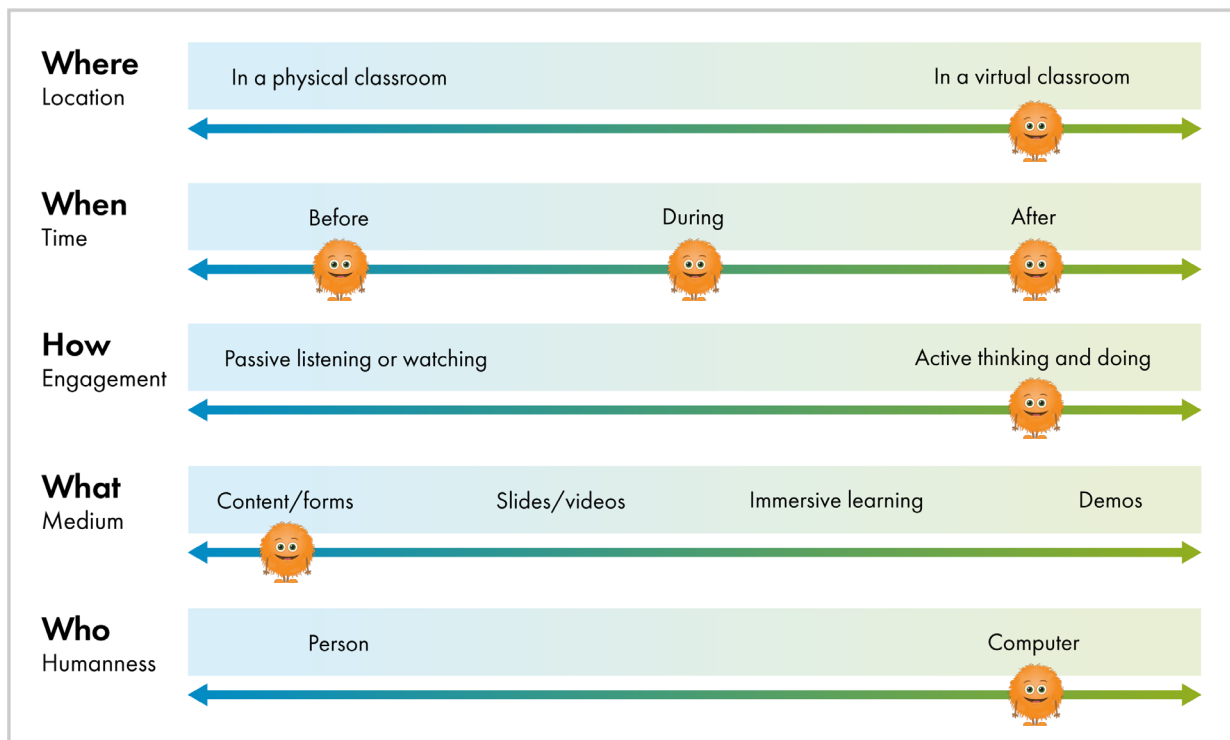 Where
Location
In a physical classroom
In a virtual classroom
When
Time
Before
During
After
How
Engagement
Passive listening or watching
Active thinking and doing
What
Medium
Content/forms
Slides/videos
Immersive learning
Demos
Who
Humanness
Person
Computer